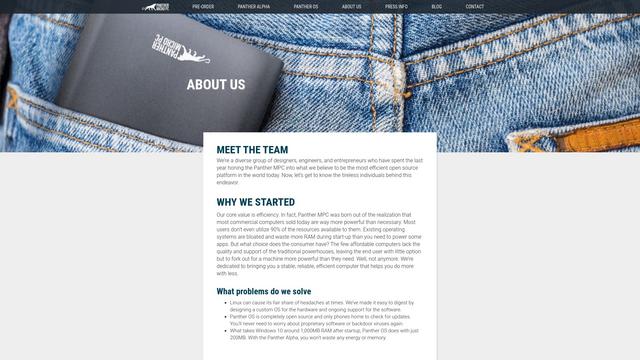 PANTHER
MICRO PC
PRE-ORDER PANTHER ALPHA PANTHER OS ABOUT US PRESS INFO BLOG CONTACT
PANTHER
MICRO PC
ABOUT US
MEET THE TEAM
We're a diverse group of designers, engineers, and entrepreneurs who have spent the last
year honing the Panther MPC into what we believe to be the most efficient open source
platform in the world today. Now, let's get to know the tireless individuals behind this
endeavor.
WHY WE STARTED
Our core value is efficiency. In fact, Panther MPC was born out of the realization that
most commercial computers sold today are way more powerful than necessary. Most
users don't even utilize 90% of the resources available to them. Existing operating
systems are bloated and waste more RAM during start-up than you need to power some
apps. But what choice does the consumer have? The few affordable computers lack the
quality and support of the traditional powerhouses, leaving the end user with little option
but to fork out for a machine more powerful than they need. Well, not anymore. We're
dedicated to bringing you a stable, reliable, efficient computer that helps you do more
with less.
What problems do we solve
Linux can cause its fair share of headaches at times. We've made it easy to digest by
designing a custom OS for the hardware and ongoing support for the software.
Panther OS is completely open source and only phones home to check for updates.
You'll never need to worry about proprietary software or backdoor viruses again.
What takes Windows 10 around 1,000MB RAM after startup, Panther OS does with just
200MB. With the Panther Alpha, you won't waste any energy or memory.